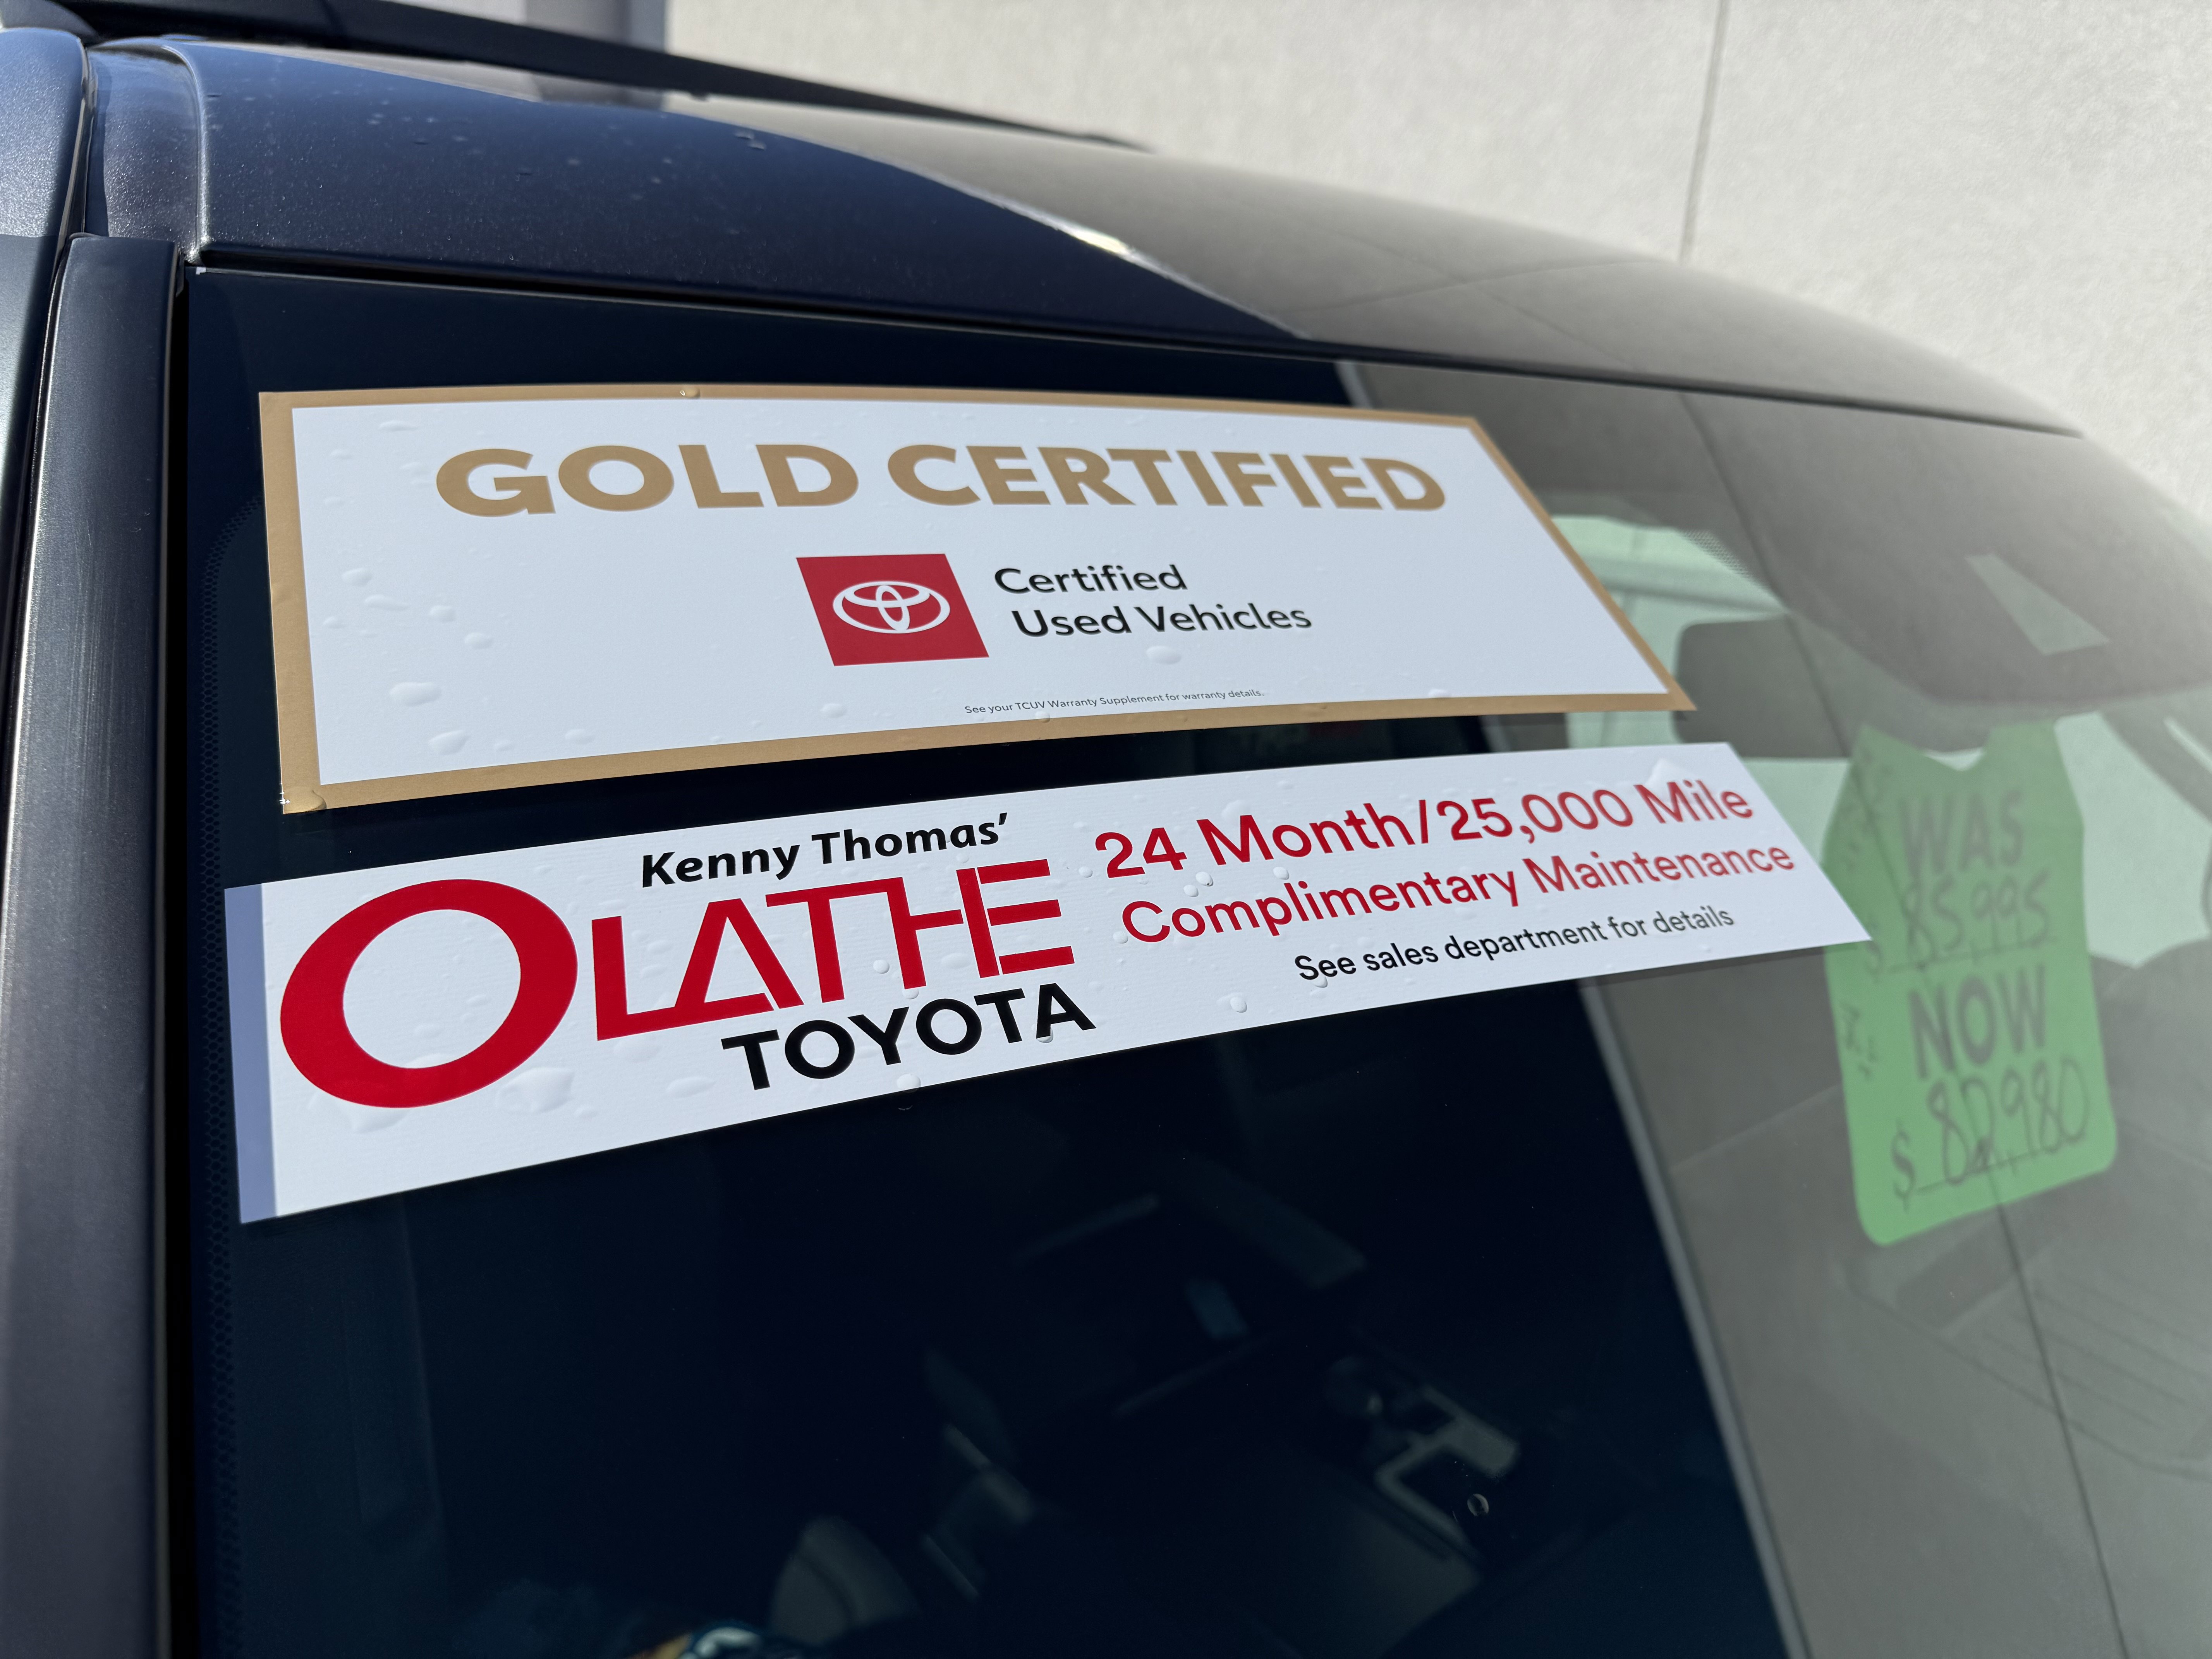 GOLD CERTIFIED
Certified
Used Vehicles
See your TCUV Warranty Supplement for warranty details.
Kenny Thomas'
OLATHE
TOYOTA
24 Month/25,000 Mile
Complimentary Maintenance
See sales department for details
WAS
$ 85,995
NOW
$ 82,980